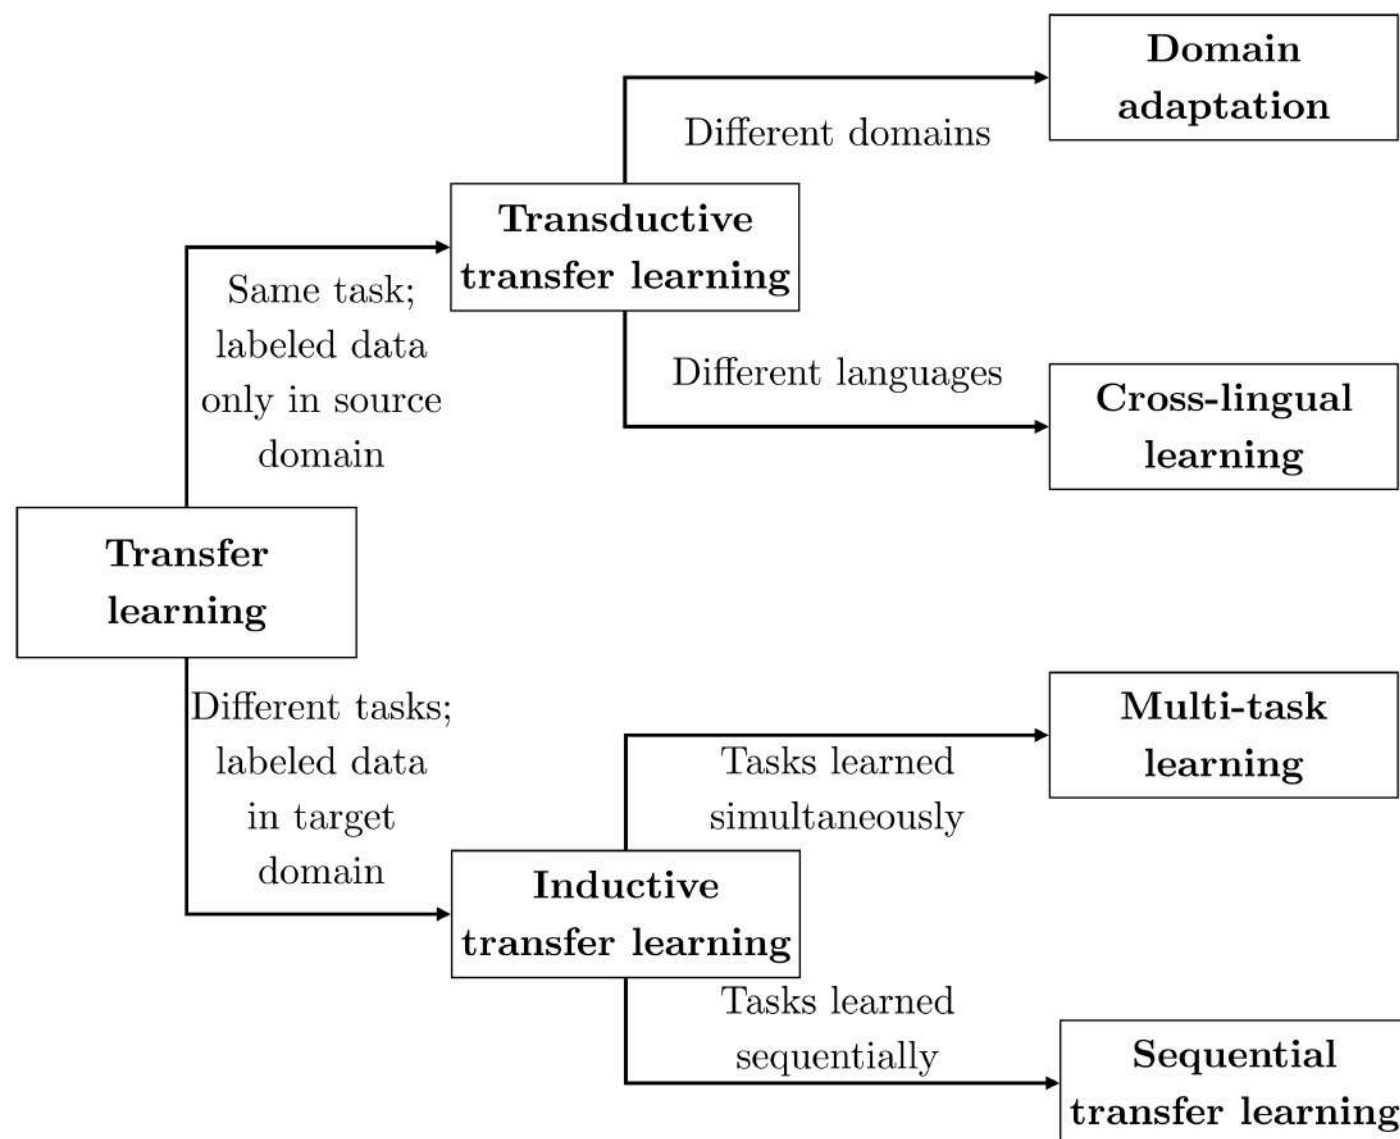 Domain
adaptation
Different domains
Transductive
transfer learning
Same task;
labeled data
only in source
domain
Different languages
Cross-lingual
learning
Transfer
learning
Different tasks;
labeled data
in target
domain
Multi-task
learning
Tasks learned
simultaneously
Inductive
transfer learning
Tasks learned
sequentially
Sequential
transfer learning